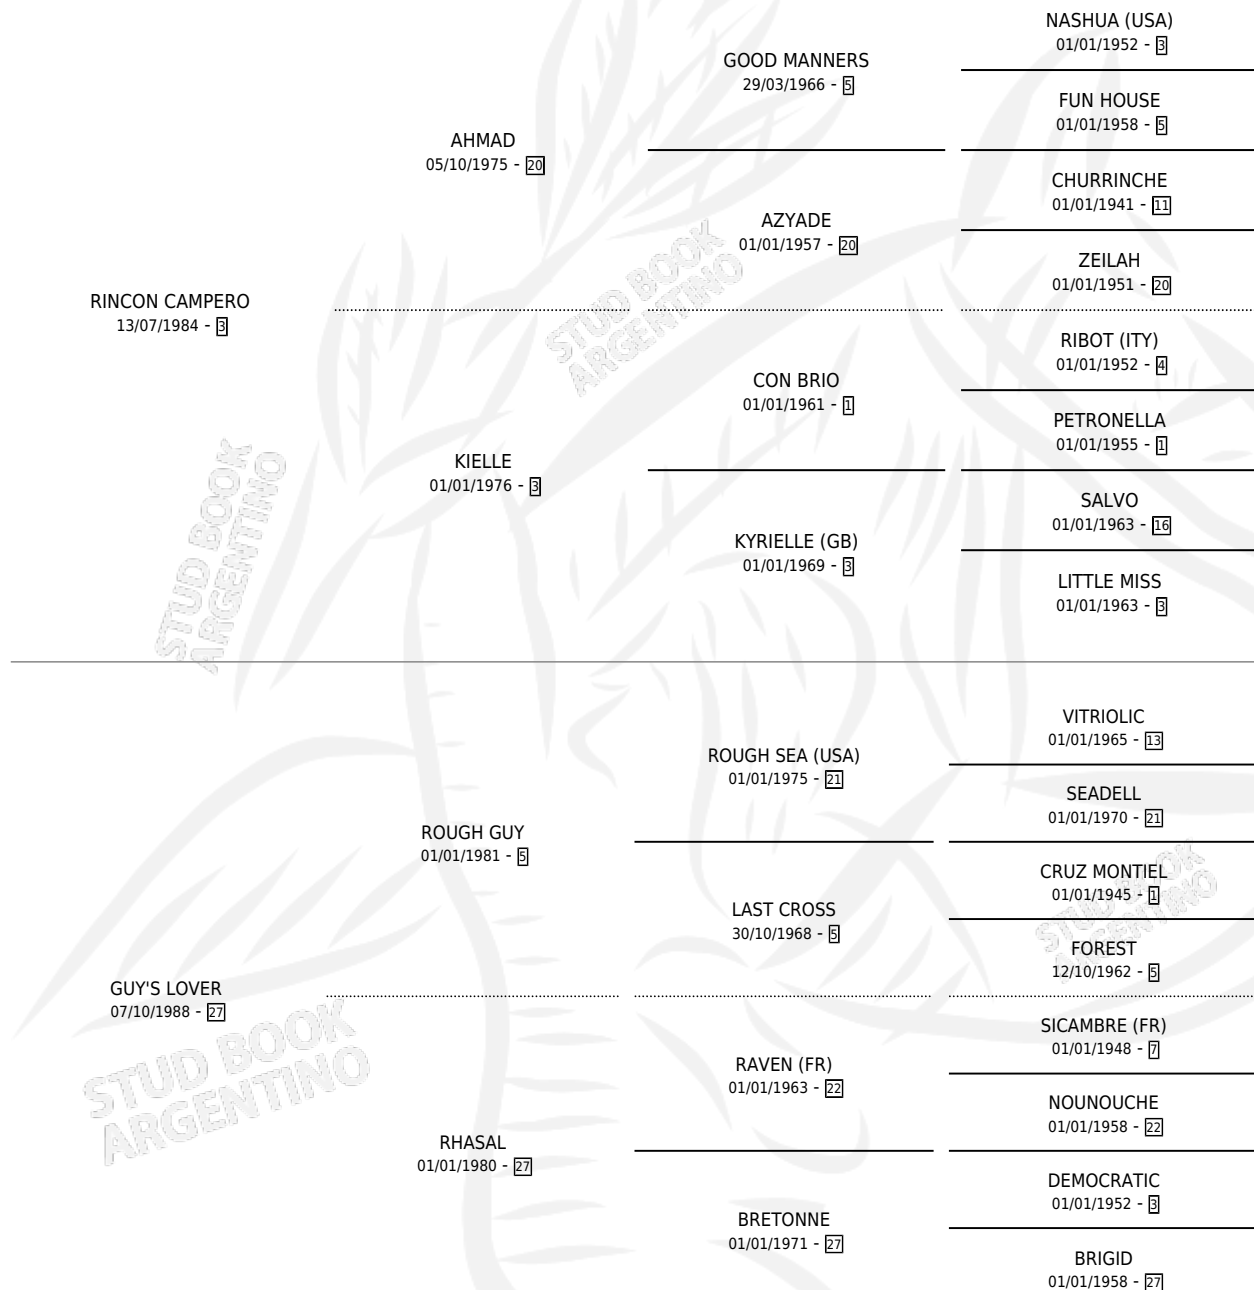 NASHUA (USA)
01/01/1952 - 3
GOOD MANNERS
29/03/1966 - 5
FUN HOUSE
01/01/1958 - 5
AHMAD
05/10/1975 - 20
CHURRINCHE
01/01/1941 - 11
AZYADE
01/01/1957 - 20
ZEILAH
01/01/1951 - 20
STUD BOOK
ARGENTINO
RINCON CAMPERO
13/07/1984 - 3
RIBOT (ITY)
01/01/1952 - 4
CON BRIO
01/01/1961 - 1
PETRONELLA
01/01/1955 - 1
KIELLE
01/01/1976 - 3
SALVO
01/01/1963 - 16
KYRIELLE (GB)
01/01/1969 - 3
LITTLE MISS
01/01/1963 - 3
STUD BOOK
ARGENTINO
VITRIOLIC
01/01/1965 - 13
ROUGH SEA (USA)
01/01/1975 - 21
SEADELL
01/01/1970 - 21
ROUGH GUY
01/01/1981 - 5
CRUZ MONTIEL
01/01/1945 - 1
LAST CROSS
30/10/1968 - 5
FOREST
12/10/1962 - 5
STUD BOOK
ARGENTINO
GUY'S LOVER
07/10/1988 - 27
SICAMBRE (FR)
01/01/1948 - 7
RAVEN (FR)
01/01/1963 - 22
NOUNOUCHE
01/01/1958 - 22
STUD BOOK
ARGENTINO
RHASAL
01/01/1980 - 27
DEMOCRATIC
01/01/1952 - 3
BRETONNE
01/01/1971 - 27
BRIGID
01/01/1958 - 27